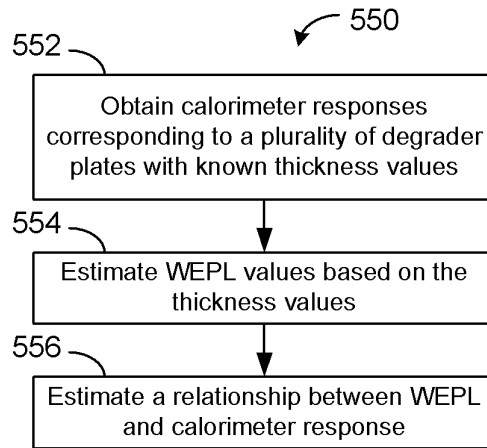 550
552
Obtain calorimeter responses
corresponding to a plurality of degrader
plates with known thickness values
554
Estimate WEPL values based on the
thickness values
556
Estimate a relationship between WEPL
and calorimeter response